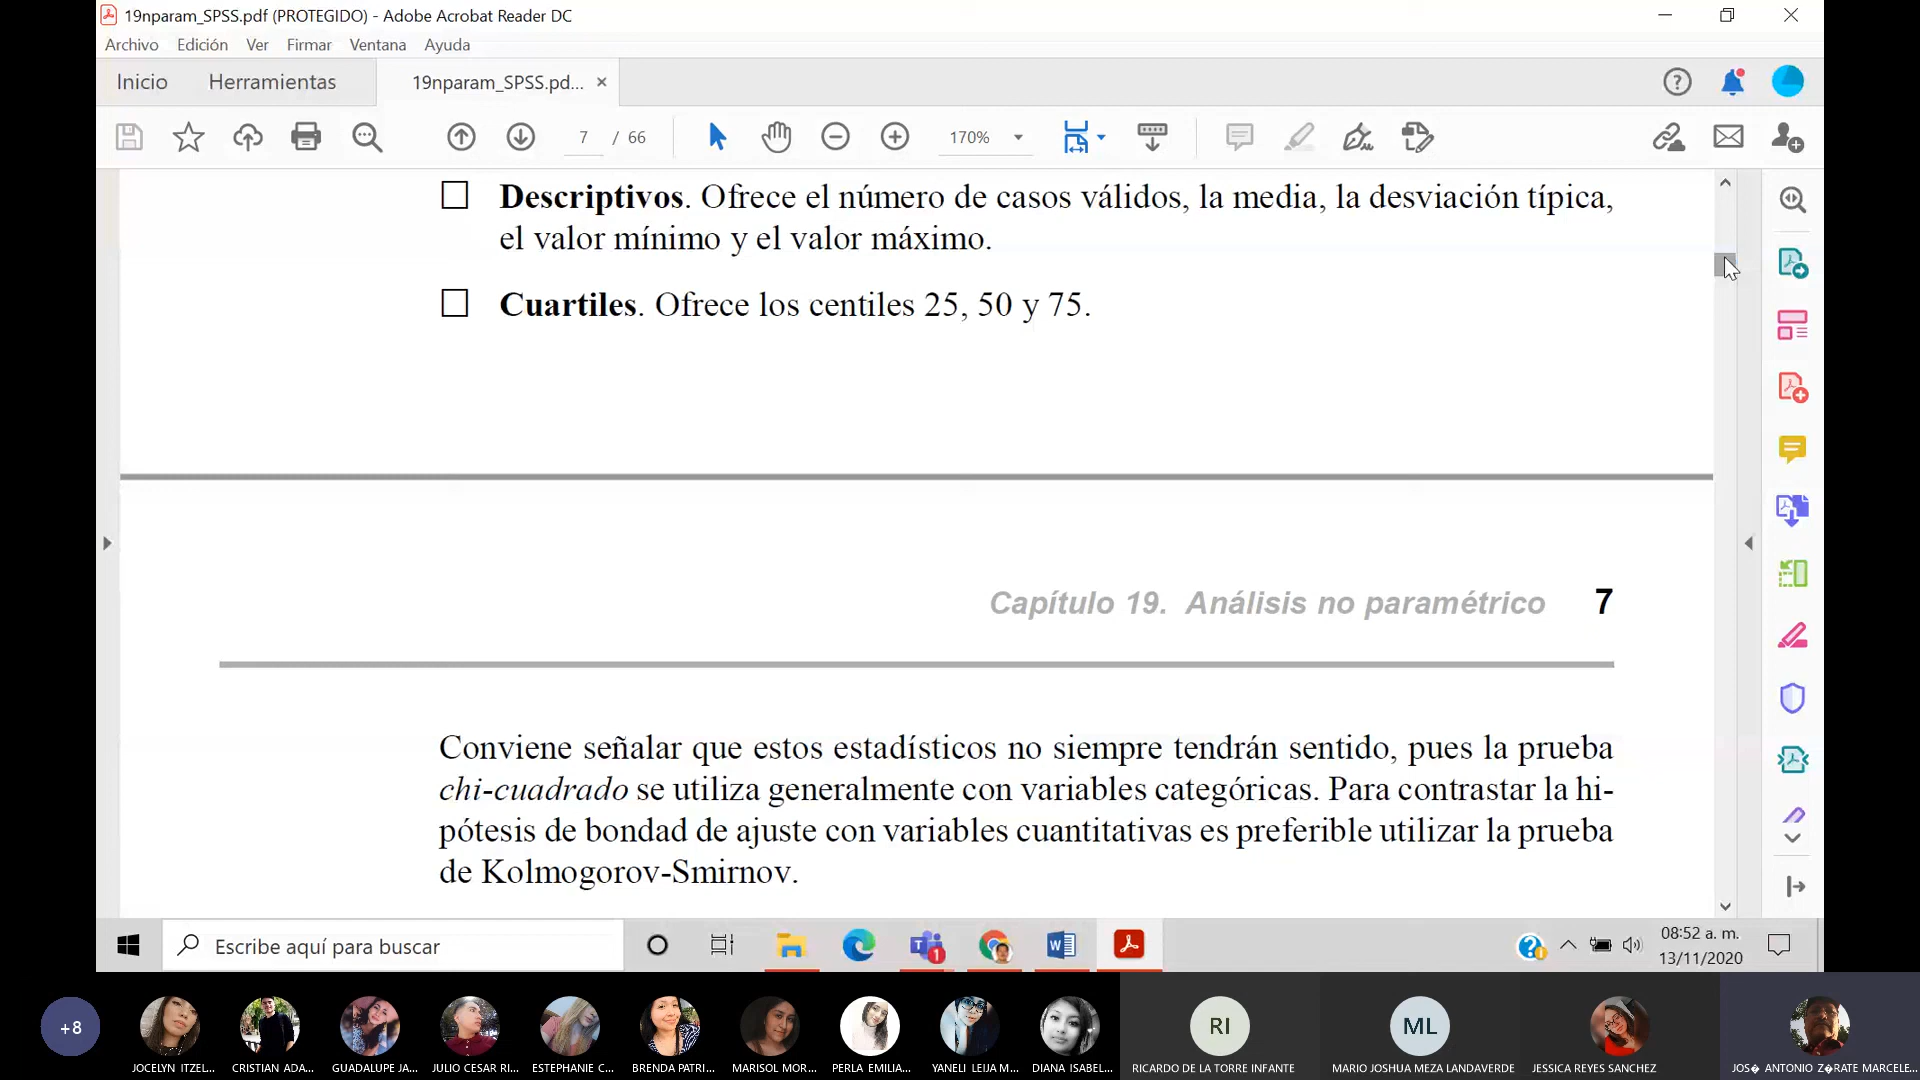 19nparam_SPSS.pdf (PROTEGIDO) - Adobe Acrobat Reader DC
Archivo Edición Ver Firmar Ventana Ayuda
Inicio Herramientas 19nparam_SPSS.pd...
7 / 66 170%
Descriptivos. Ofrece el número de casos válidos, la media, la desviación típica,
el valor mínimo y el valor máximo.
Cuartiles. Ofrece los centiles 25, 50 y 75.
Capítulo 19. Análisis no paramétrico 7
Conviene señalar que estos estadísticos no siempre tendrán sentido, pues la prueba
chi-cuadrado se utiliza generalmente con variables categóricas. Para contrastar la hi-
pótesis de bondad de ajuste con variables cuantitativas es preferible utilizar la prueba
de Kolmogorov-Smirnov.
Escribe aquí para buscar
1
08:52 a. m.
13/11/2020
+8
RI
ML
JOCELYN ITZEL...
CRISTIAN ADA...
GUADALUPE JA...
JULIO CESAR RI...
ESTEPHANIE C...
BRENDA PATRI...
MARISOL MOR...
PERLA EMILIA...
YANELI LEIJA M...
DIANA ISABEL...
RICARDO DE LA TORRE INFANTE
MARIO JOSHUA MEZA LANDAVERDE
JESSICA REYES SANCHEZ
JOS� ANTONIO Z�RATE MARCELE...